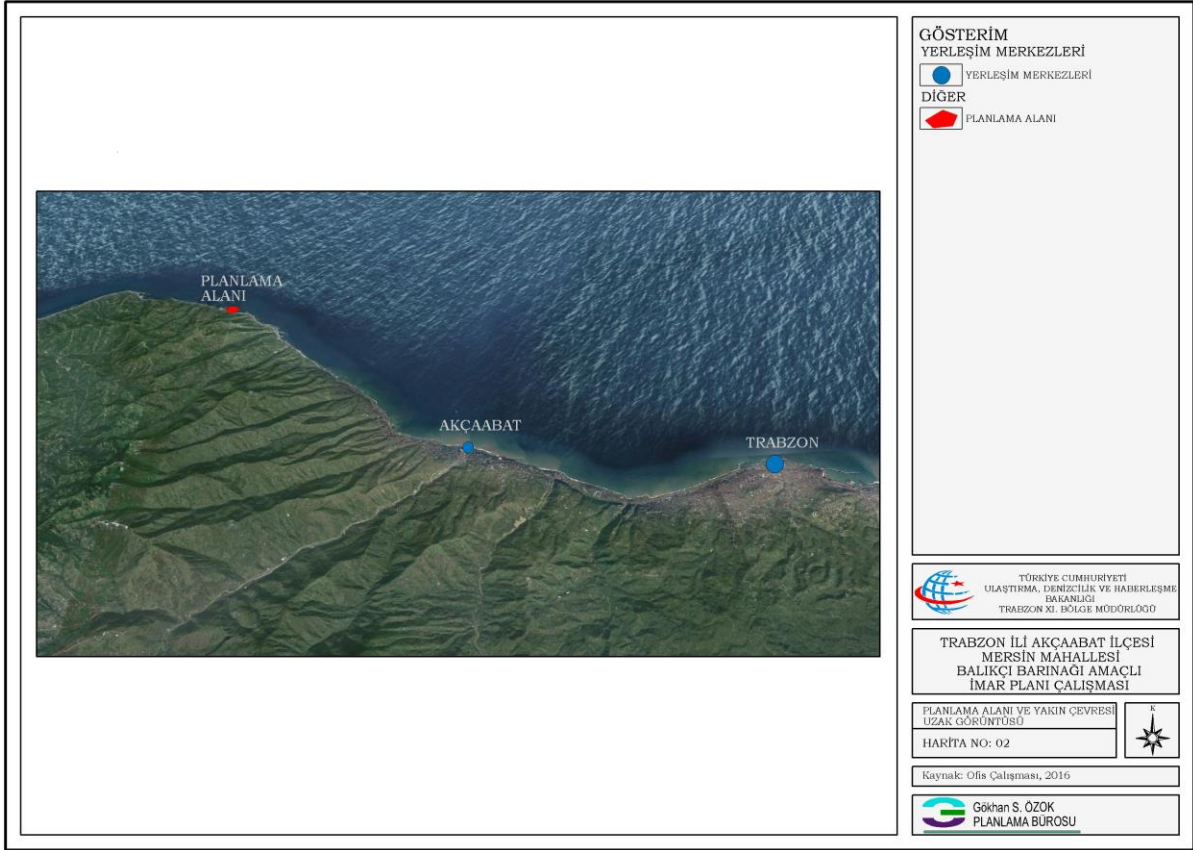 PLANLAMA
ALANI
AKÇAABAT
TRABZON
GÖSTERİM
YERLEŞİM MERKEZLERİ
YERLEŞİM MERKEZLERİ
DİĞER
PLANLAMA ALANI
TÜRKİYE CUMHURİYETİ
ULAŞTIRMA, DENİZCİLİK VE HABERLEŞME
BAKANLIĞI
TRABZON XI. BÖLGE MÜDÜRLÜĞÜ
TRABZON İLİ AKÇAABAT İLÇESİ
MERSİN MAHALLESİ
BALIKÇI BARINAĞI AMAÇLI
İMAR PLANI ÇALIŞMASI
PLANLAMA ALANI VE YAKIN ÇEVRESİ
UZAK GÖRÜNTÜSÜ
HARİTA NO: 02
K
Kaynak: Ofis Çalışması, 2016
Gökhan S. ÖZOK
PLANLAMA BÜROSU